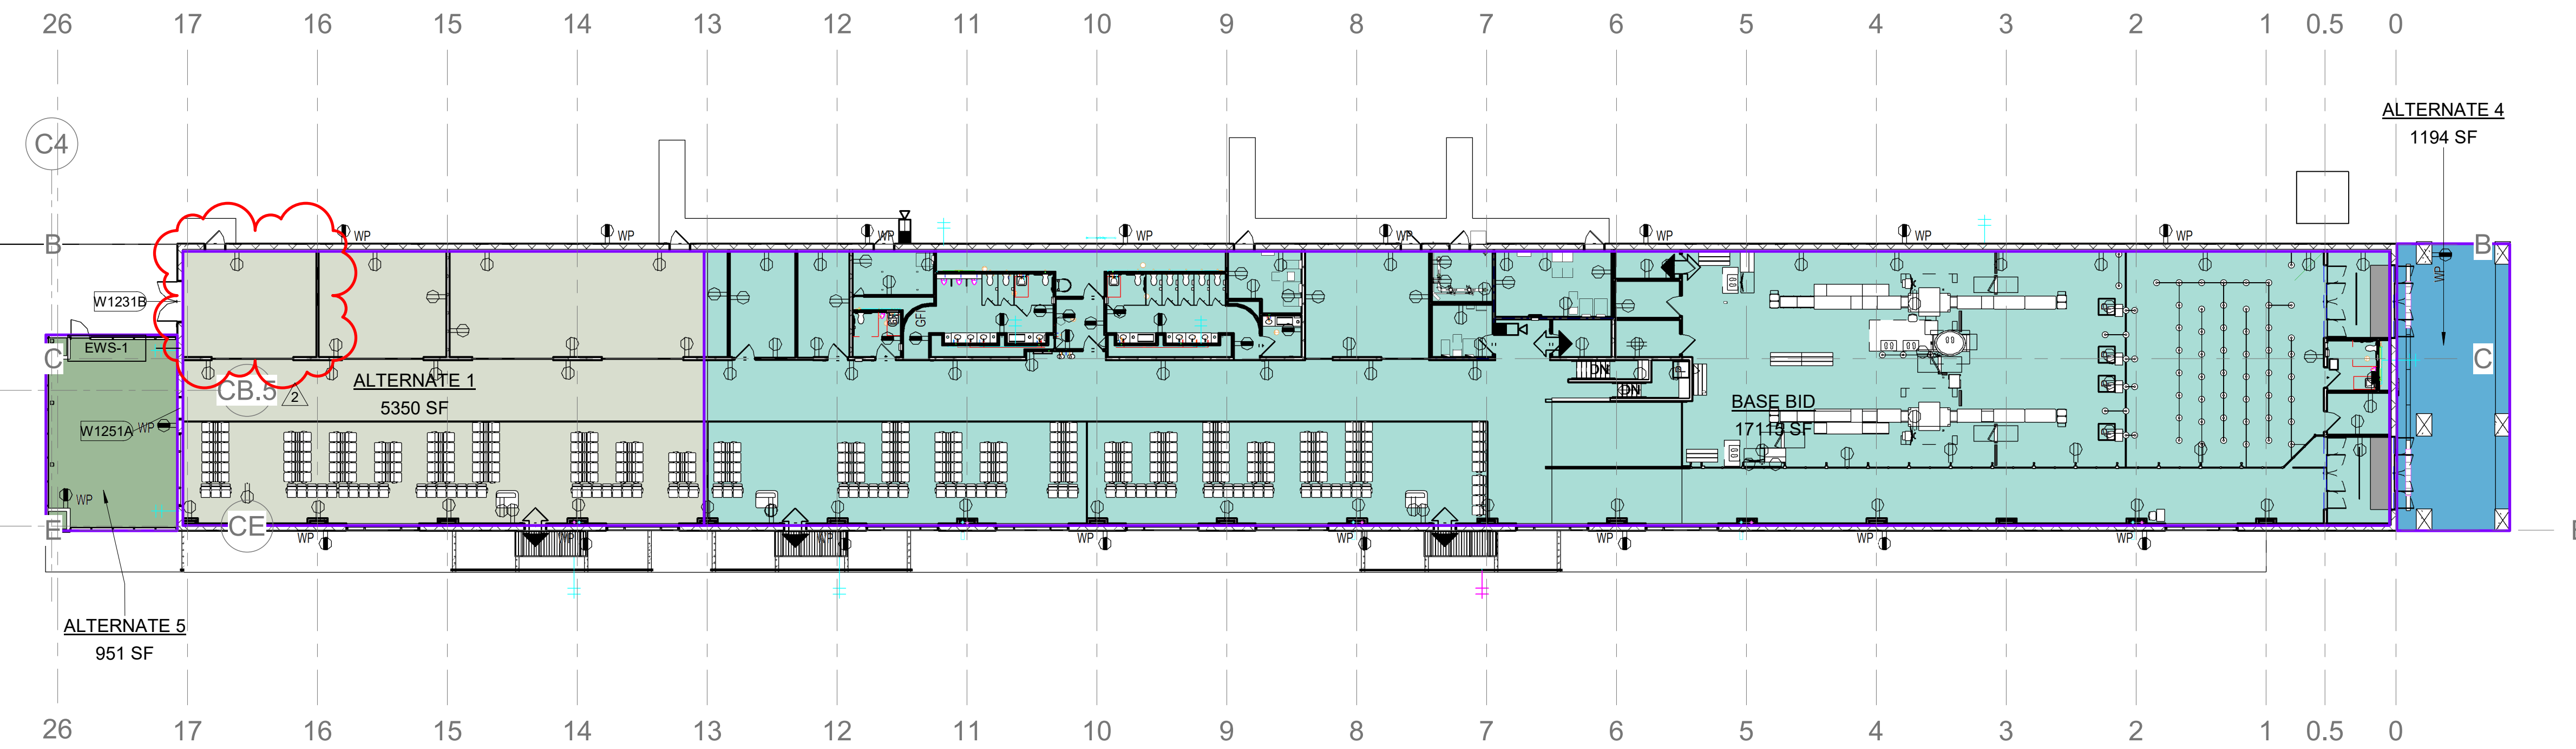 26 17 16 15 14 13 12 11 10 9 8 7 6 5 4 3 2 1 0.5 0
ALTERNATE 4
1194 SF
C4
B WP WP WP WP WP WP WP WP B
WP
W1231B
EWS-1
C C
GF GF
DN
DN
CB.5
2
ALTERNATE 1
5350 SF
BASE BID
17115 SF
W1251A WP
WP
E CE
WP WP WP WP WP WP WP WP
ALTERNATE 5
951 SF
26 17 16 15 14 13 12 11 10 9 8 7 6 5 4 3 2 1 0.5 0